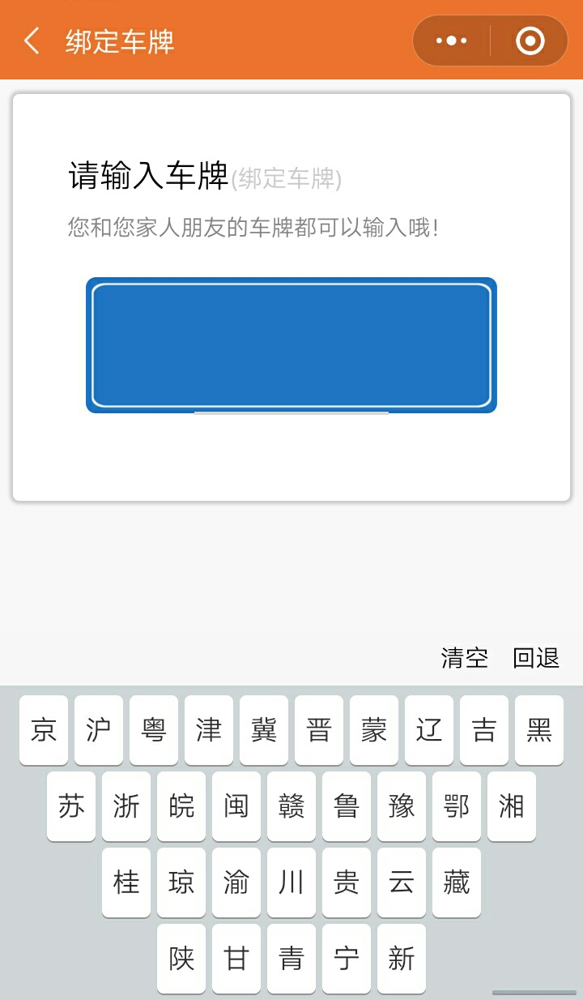 绑定车牌
请输入车牌(绑定车牌)
您和您家人朋友的车牌都可以输入哦!
清空 回退
京 沪 粤 津 冀 晋 蒙 辽 吉 黑
苏 浙 皖 闽 赣 鲁 豫 鄂 湘
桂 琼 渝 川 贵 云 藏
陕 甘 青 宁 新